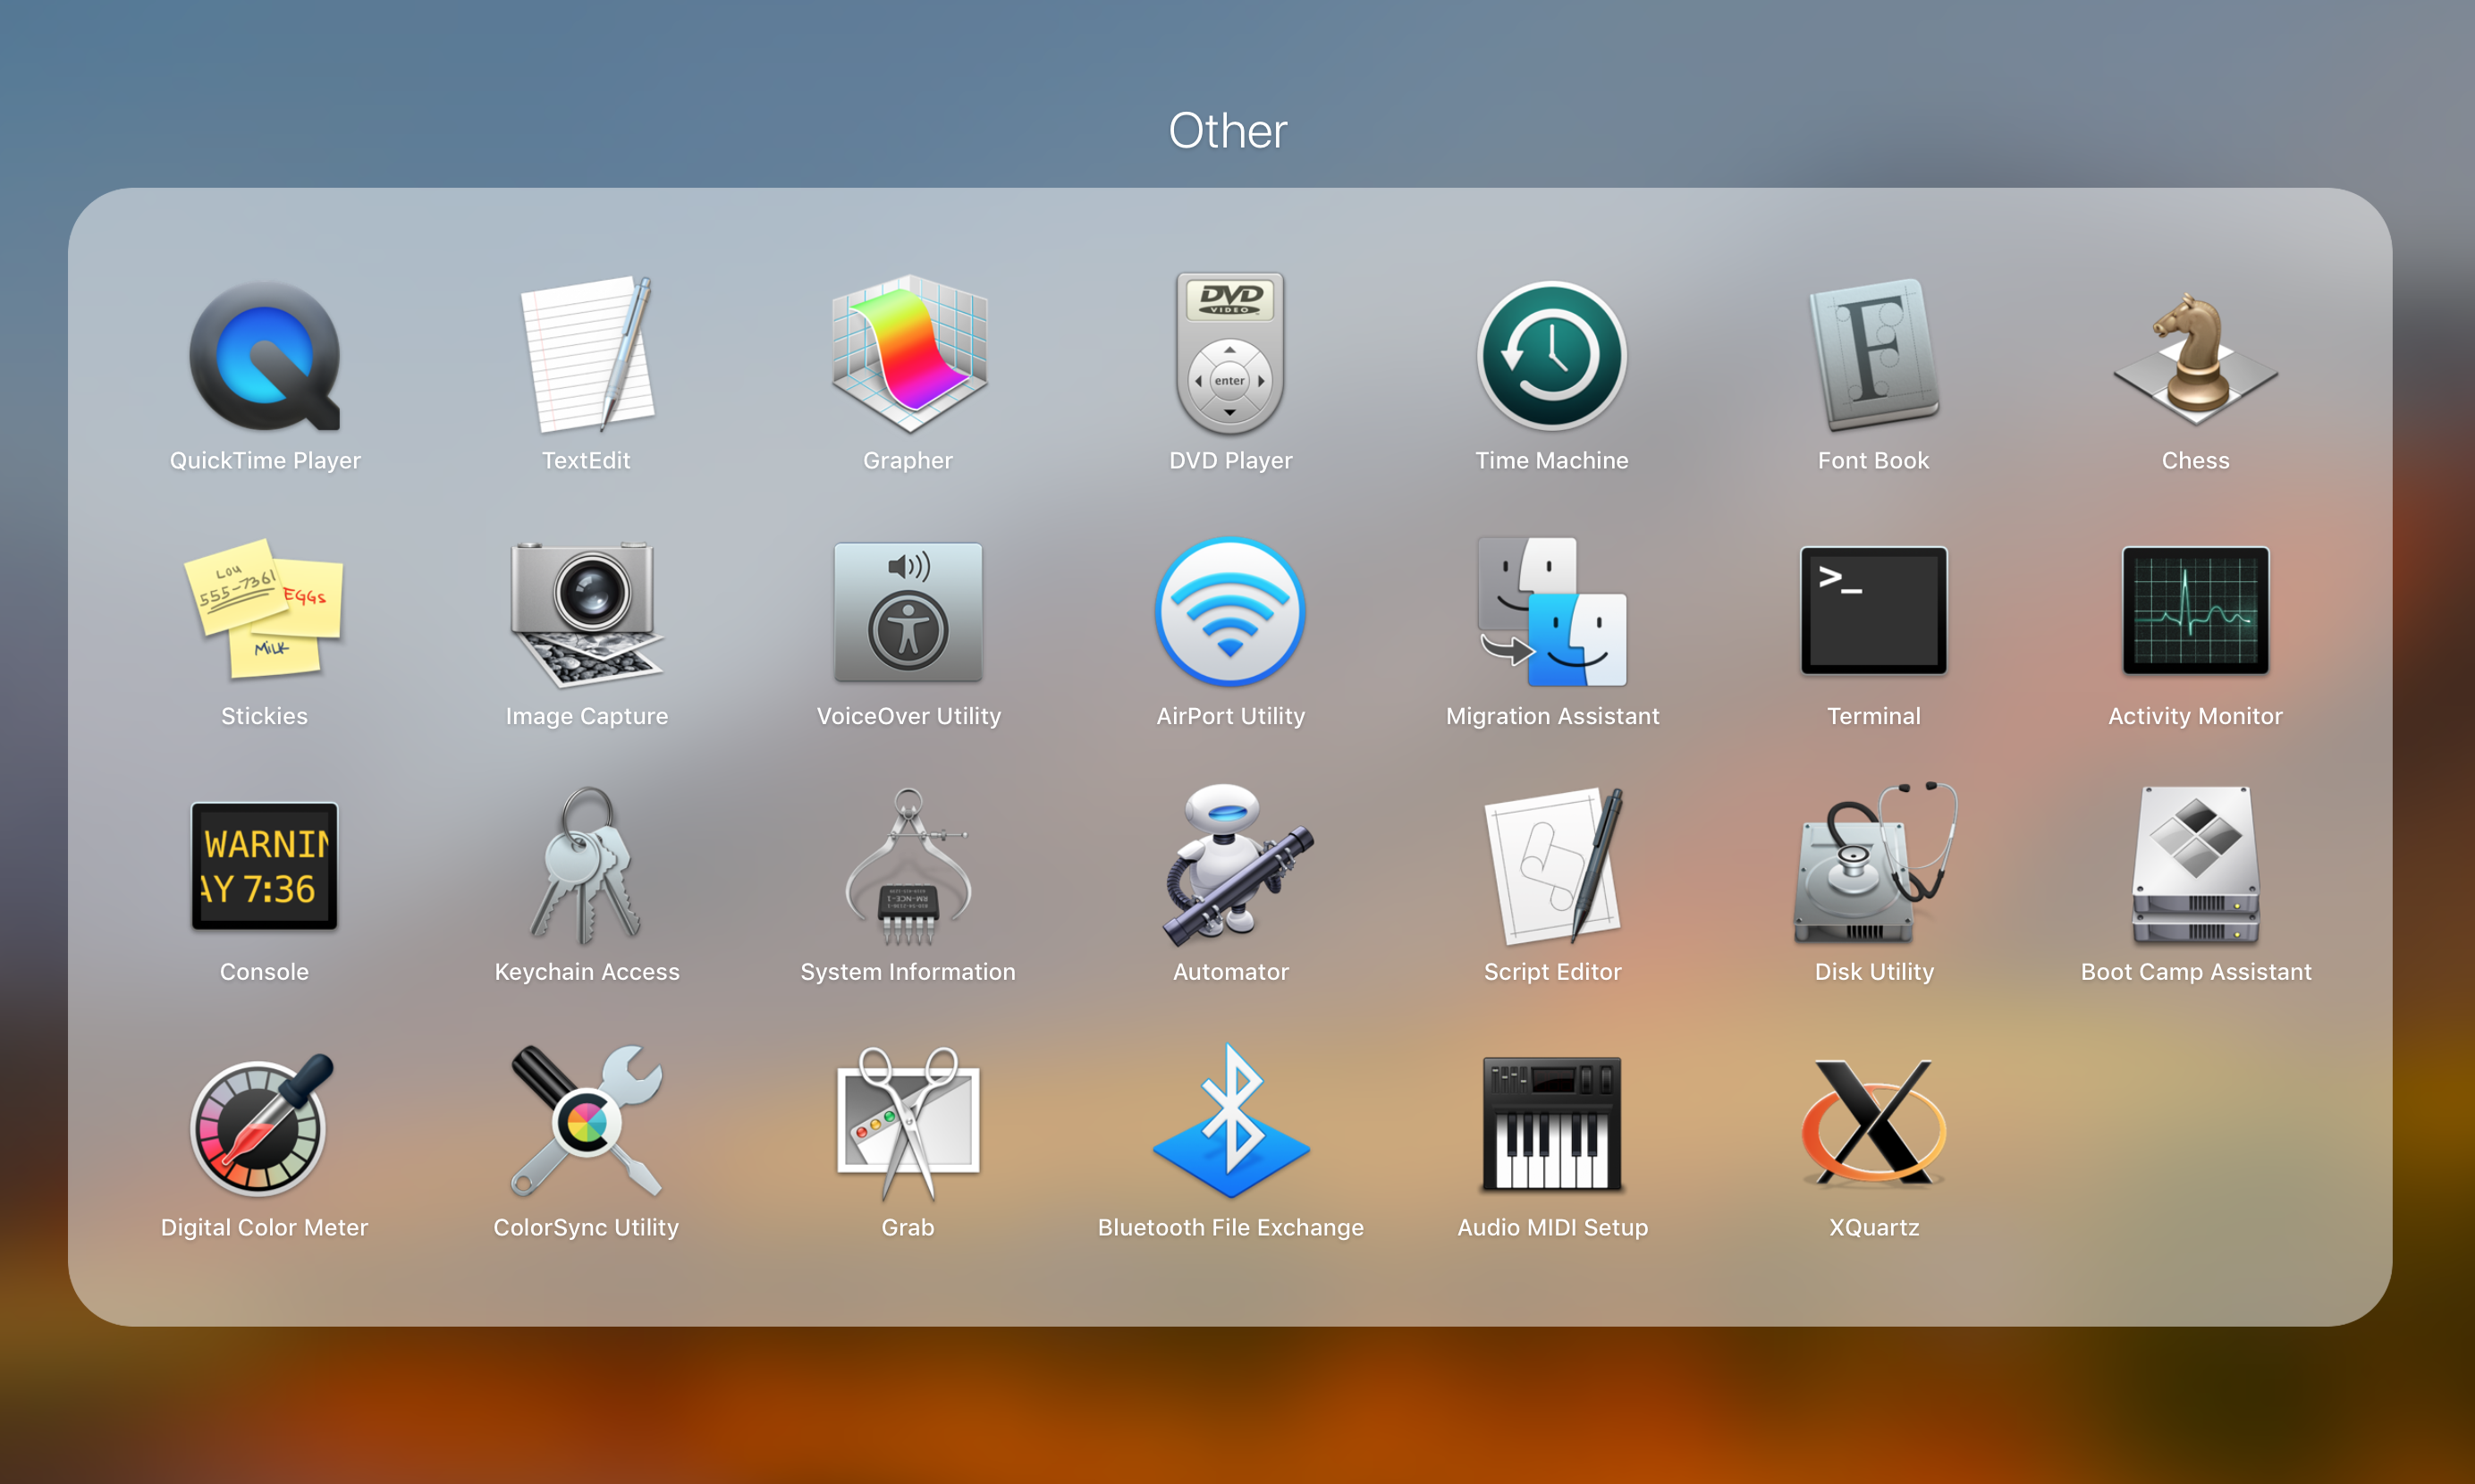 Other
DVD
VIDEO
enter
F
QuickTime Player
TextEdit
Grapher
DVD Player
Time Machine
Font Book
Chess
LOU
555-7361
EGGS
MILK
>_
Stickies
Image Capture
VoiceOver Utility
AirPort Utility
Migration Assistant
Terminal
Activity Monitor
WARNIN
AY 7:36
RM-NCE-1
Console
Keychain Access
System Information
Automator
Script Editor
Disk Utility
Boot Camp Assistant
Digital Color Meter
ColorSync Utility
Grab
Bluetooth File Exchange
Audio MIDI Setup
XQuartz